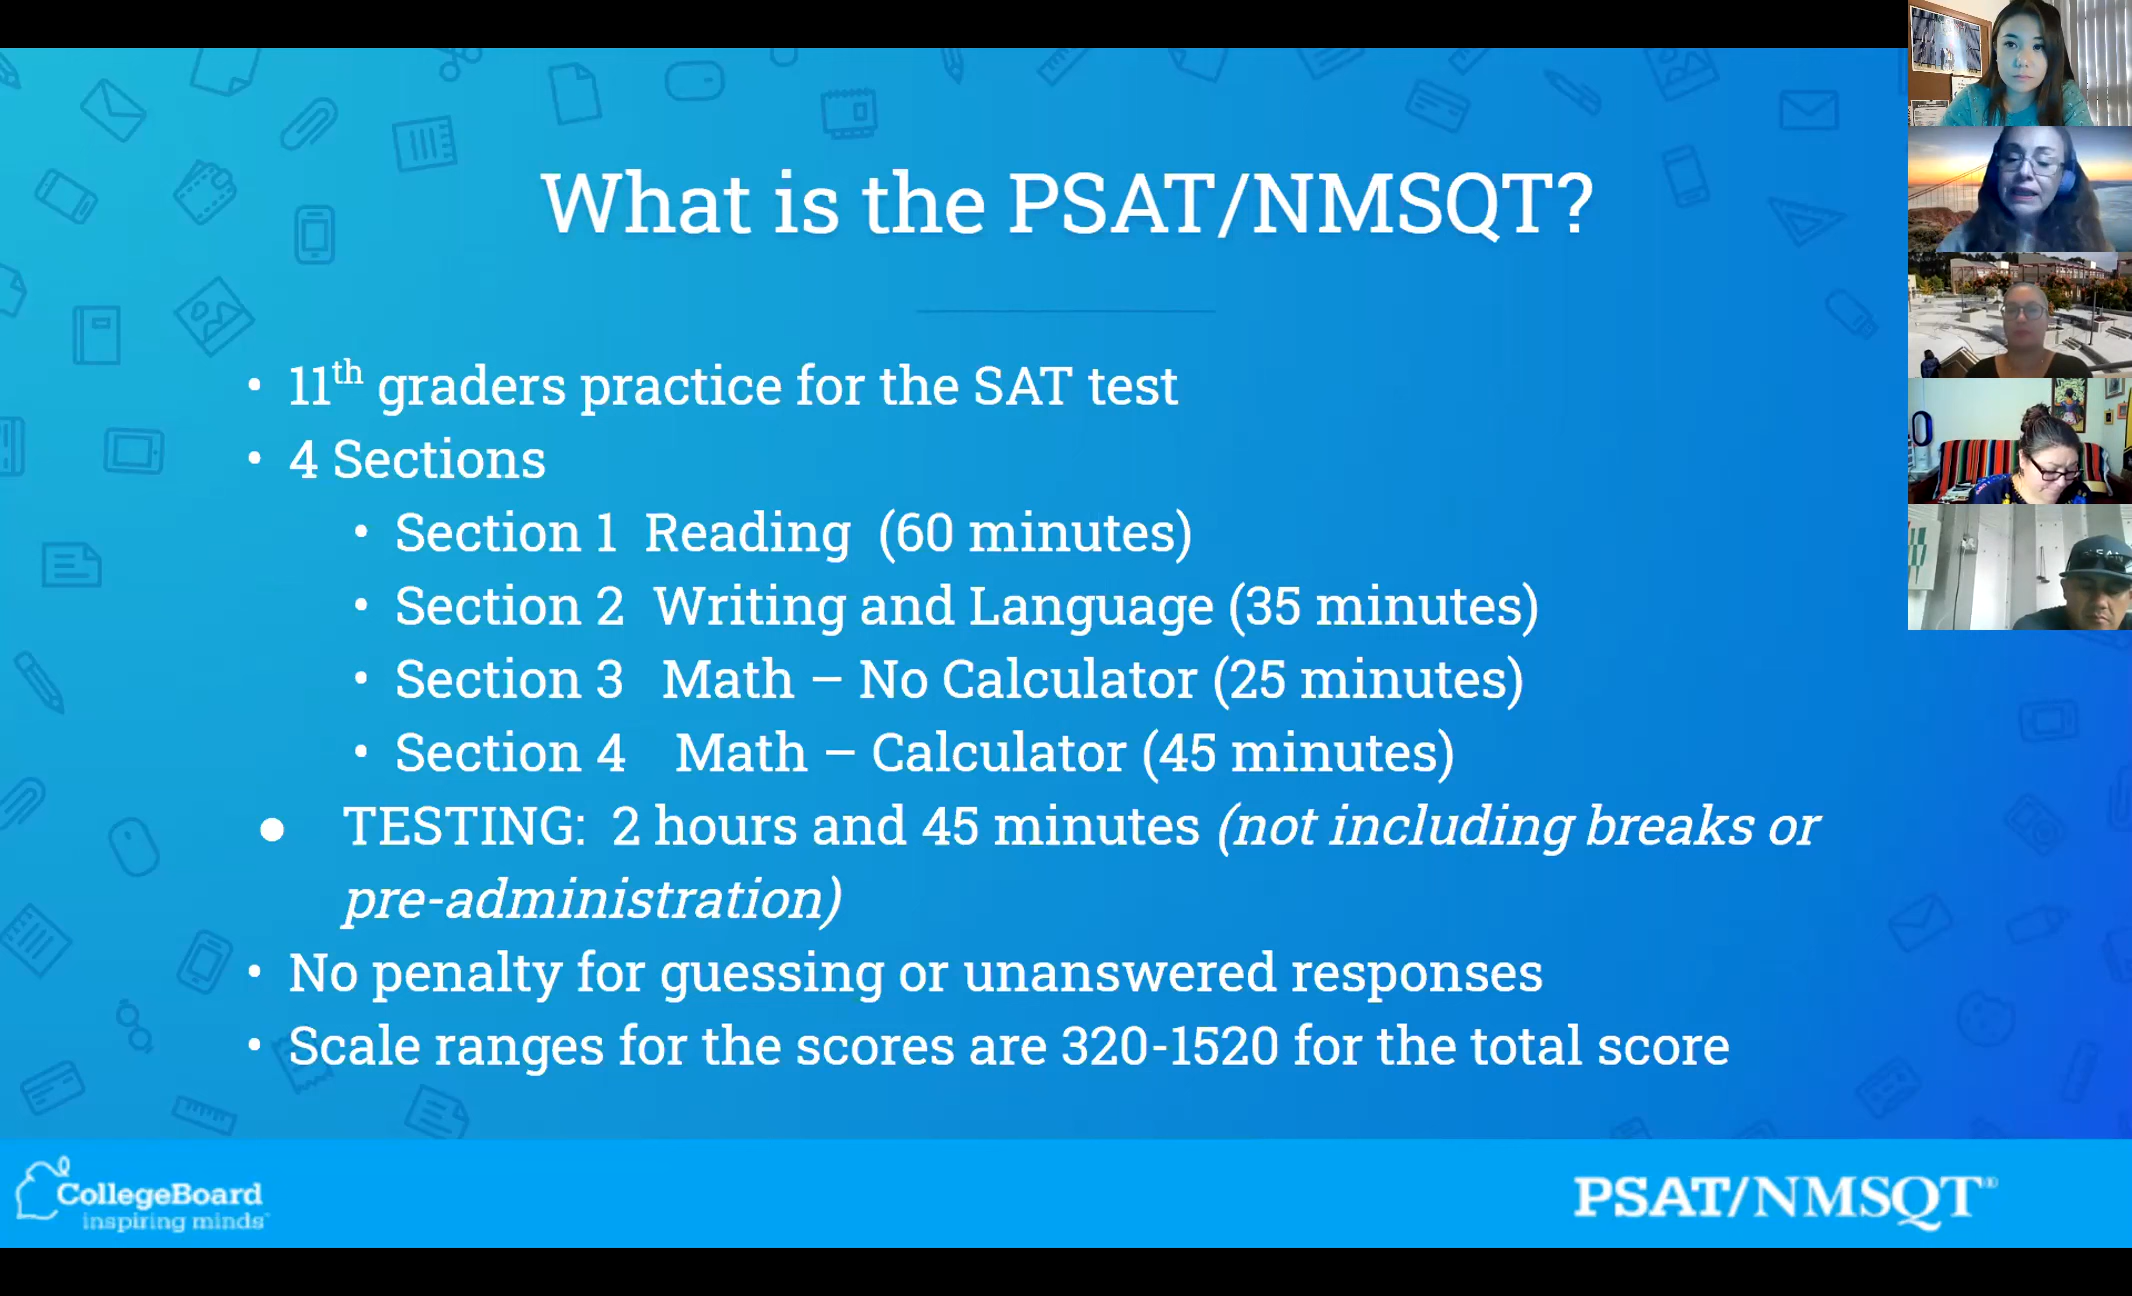 What is the PSAT/NMSQT?
• 11th graders practice for the SAT test
• 4 Sections
• Section 1 Reading (60 minutes)
• Section 2 Writing and Language (35 minutes)
• Section 3 Math – No Calculator (25 minutes)
• Section 4 Math – Calculator (45 minutes)
● TESTING: 2 hours and 45 minutes (not including breaks or
pre-administration)
• No penalty for guessing or unanswered responses
• Scale ranges for the scores are 320-1520 for the total score
CollegeBoard
inspiring minds
PSAT/NMSQT®